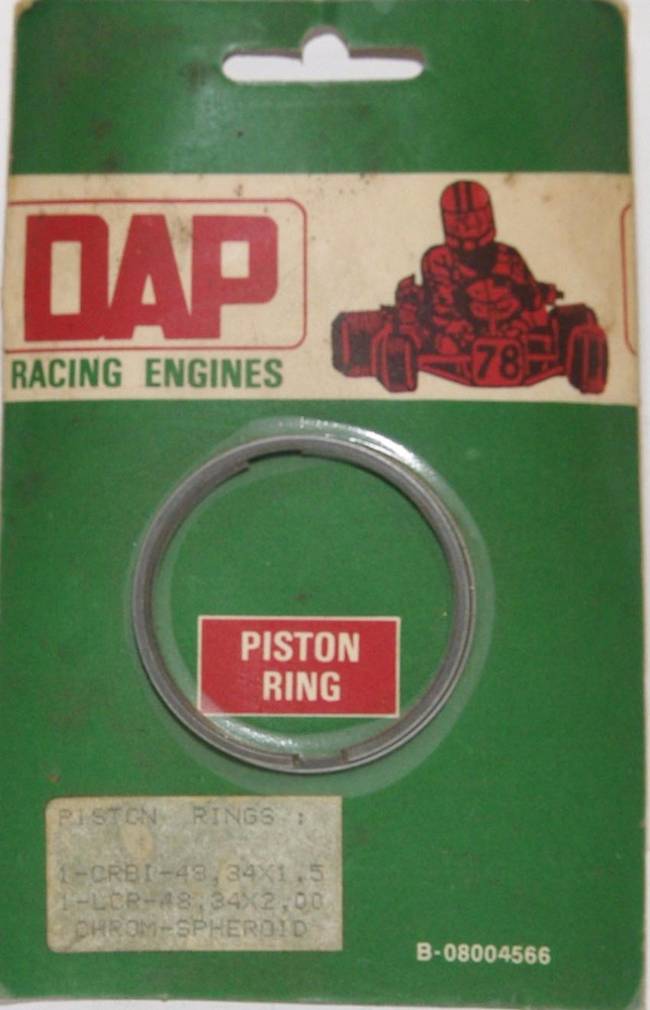 DAP
RACING ENGINES
78
PISTON
RING
PISTON RINGS :
1-CRBI-48,34X1.5
1-LCR-48,34X2,00
CHROM-SPHEROID
B-08004566